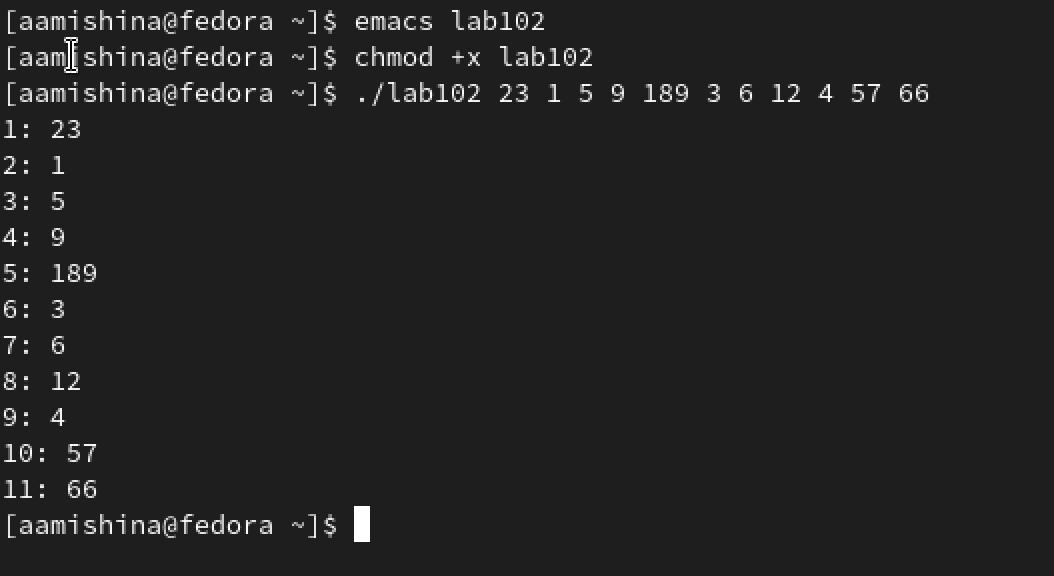 [aamishina@fedora ~]$ emacs lab102
[aamishina@fedora ~]$ chmod +x lab102
[aamishina@fedora ~]$ ./lab102 23 1 5 9 189 3 6 12 4 57 66
1: 23
2: 1
3: 5
4: 9
5: 189
6: 3
7: 6
8: 12
9: 4
10: 57
11: 66
[aamishina@fedora ~]$